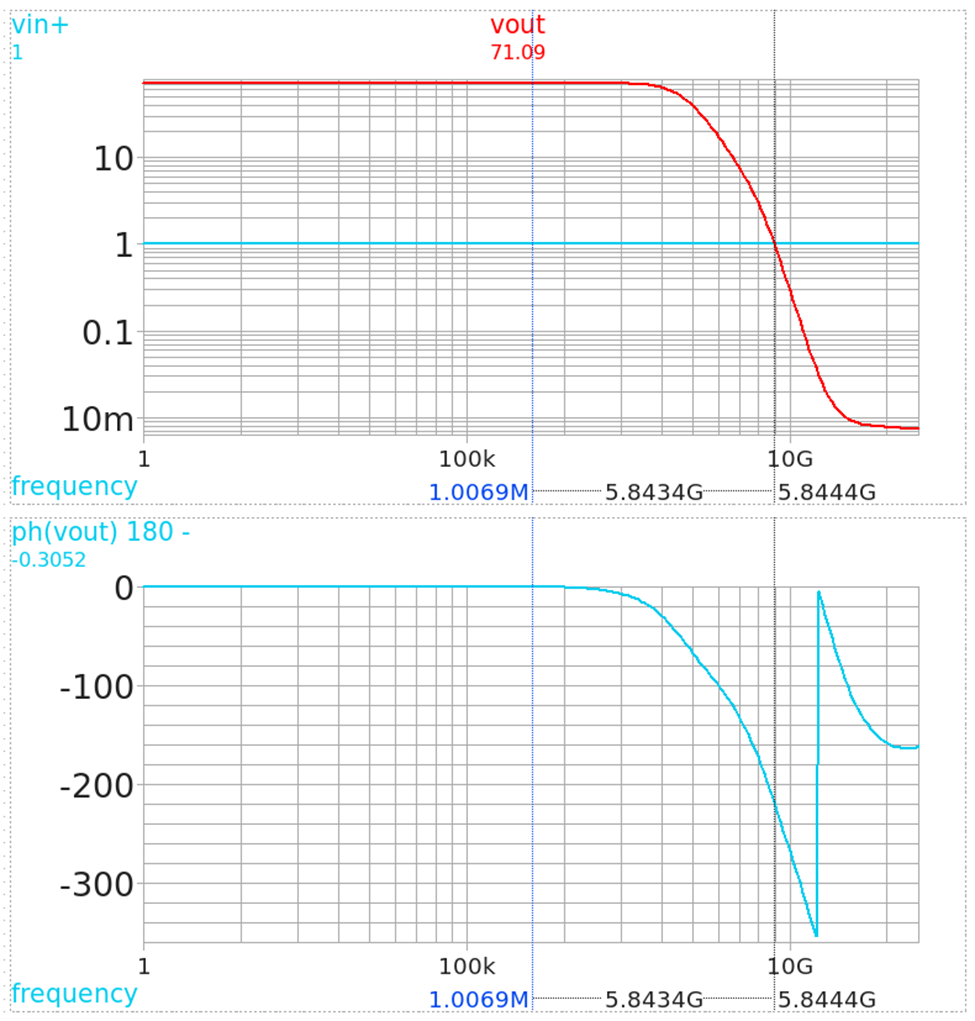 vin+ vout
1 71.09
10
1
0.1
10m
1 100k 10G
frequency 1.0069M 5.8434G 5.8444G
ph(vout) 180 -
-0.3052
0
-100
-200
-300
1 100k 10G
frequency 1.0069M 5.8434G 5.8444G